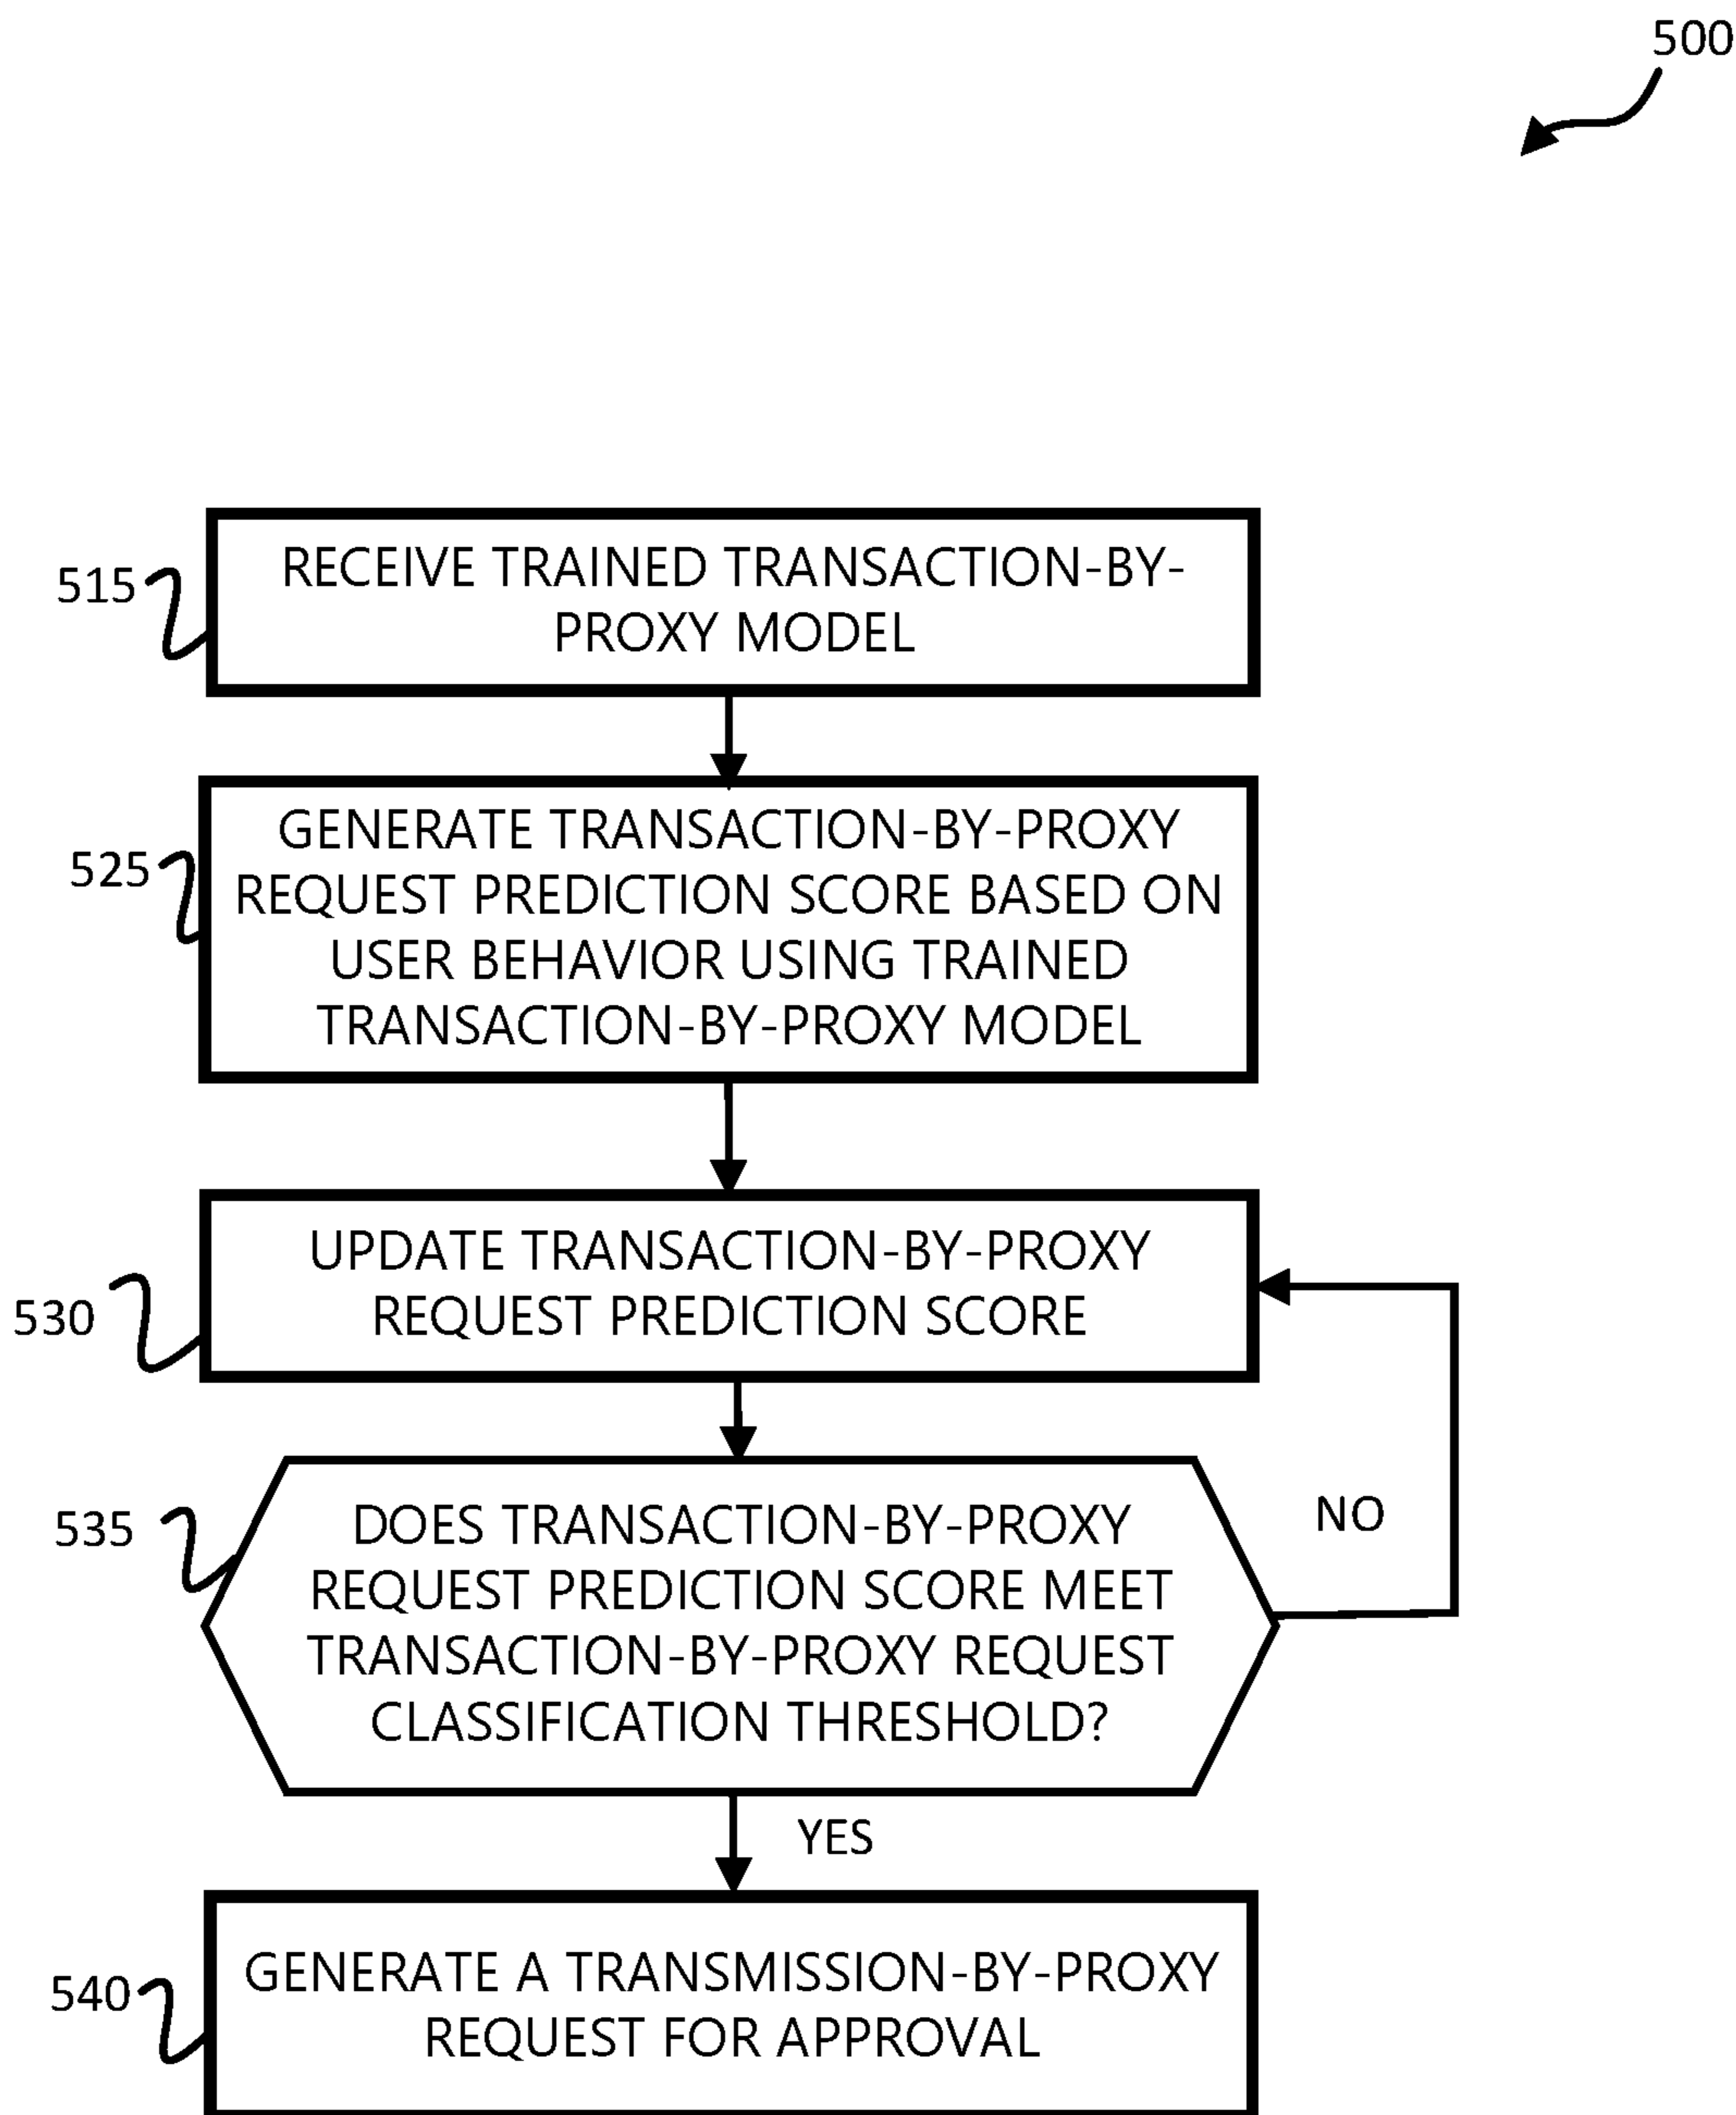 500
515
RECEIVE TRAINED TRANSACTION-BY-
PROXY MODEL
525
GENERATE TRANSACTION-BY-PROXY
REQUEST PREDICTION SCORE BASED ON
USER BEHAVIOR USING TRAINED
TRANSACTION-BY-PROXY MODEL
530
UPDATE TRANSACTION-BY-PROXY
REQUEST PREDICTION SCORE
535
DOES TRANSACTION-BY-PROXY
REQUEST PREDICTION SCORE MEET
TRANSACTION-BY-PROXY REQUEST
CLASSIFICATION THRESHOLD?
NO
YES
540
GENERATE A TRANSMISSION-BY-PROXY
REQUEST FOR APPROVAL